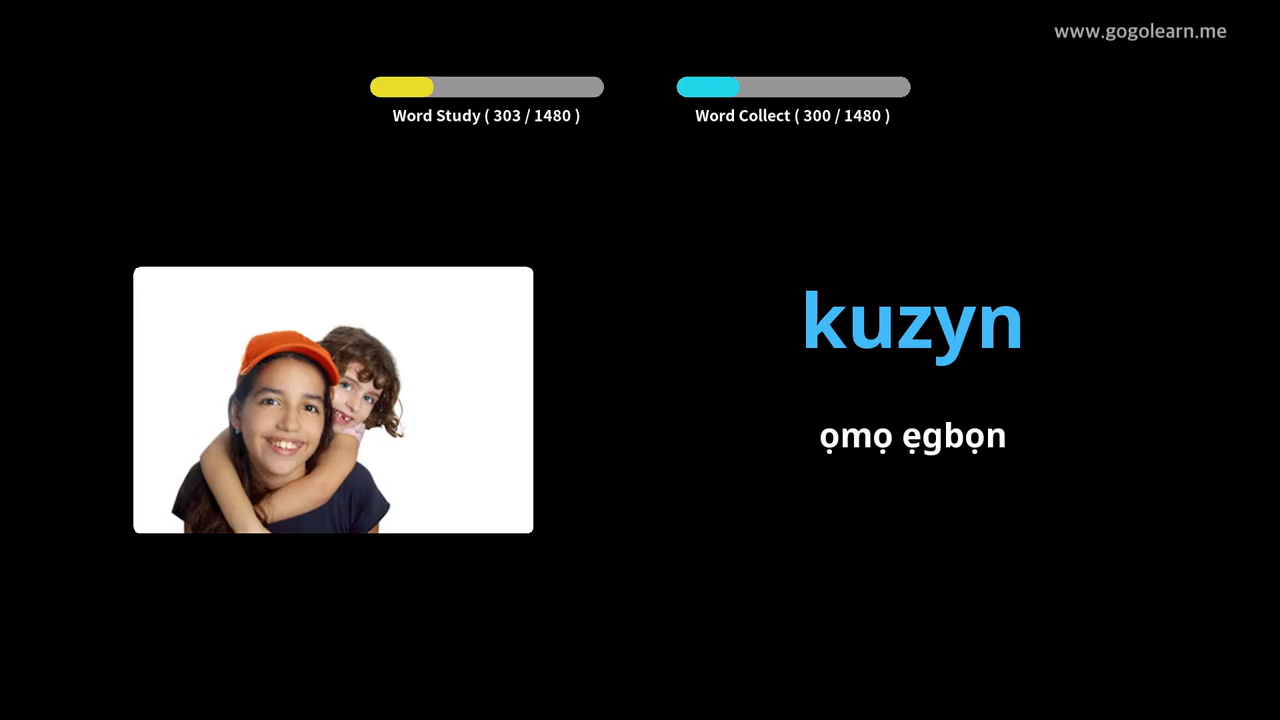 www.gogolearn.me
Word Study ( 303 / 1480 )
Word Collect ( 300 / 1480 )
kuzyn
ọmọ ẹgbọn